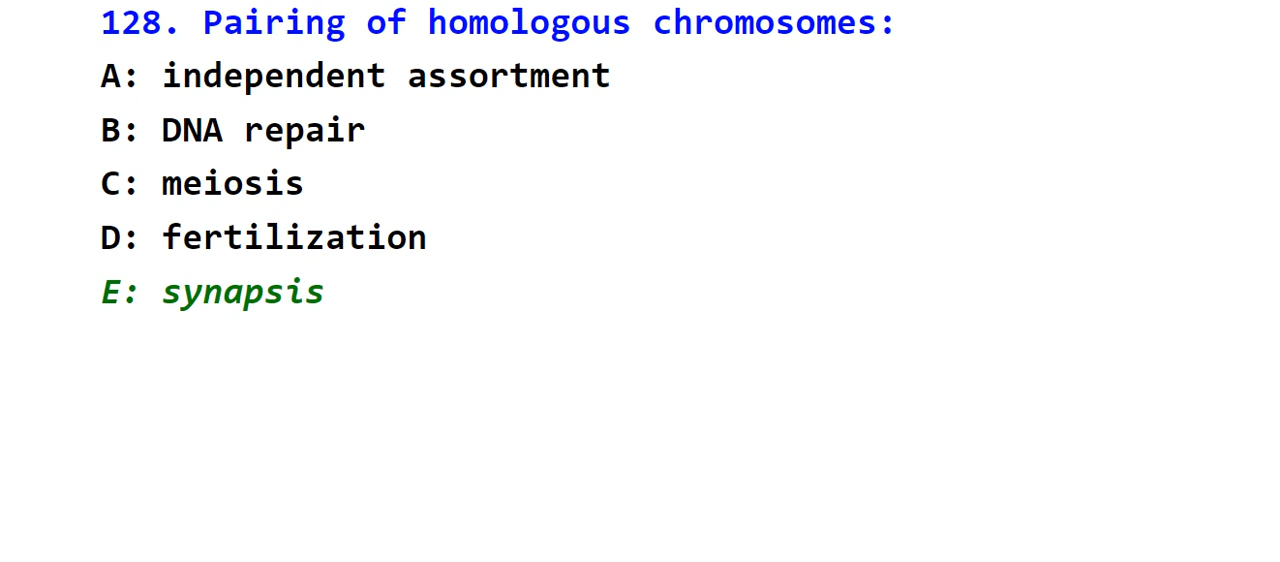 128. Pairing of homologous chromosomes:
A: independent assortment
B: DNA repair
C: meiosis
D: fertilization
E: synapsis